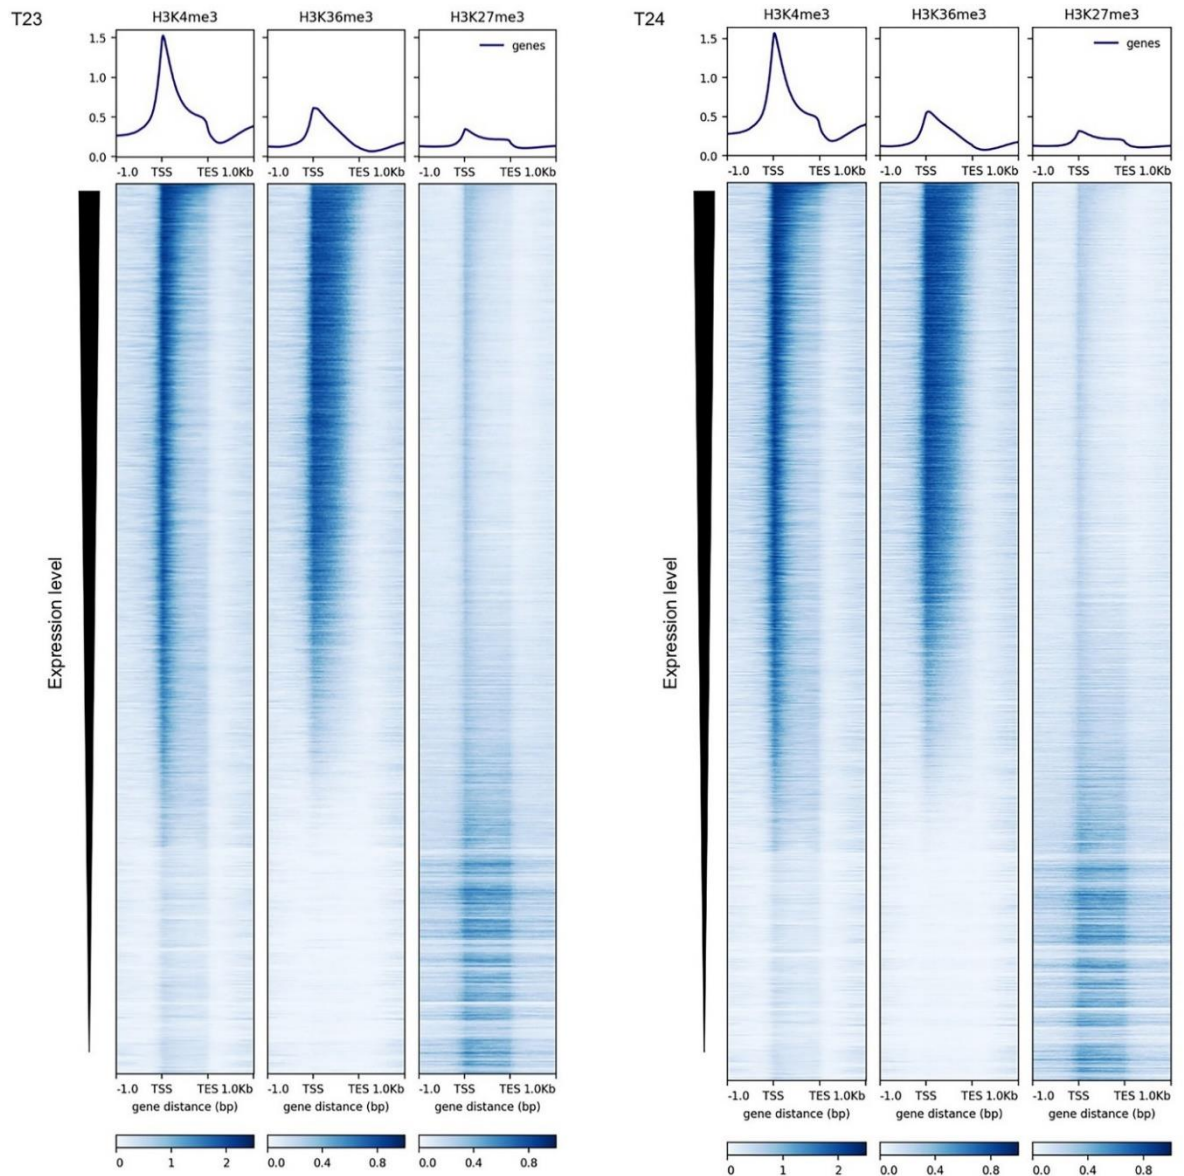 T23
H3K4me3 H3K36me3 H3K27me3
1.5
1.0
0.5
0.0
genes
-1.0 TSS TES 1.0Kb -1.0 TSS TES 1.0Kb -1.0 TSS TES 1.0Kb
Expression level
-1.0 TSS TES 1.0Kb -1.0 TSS TES 1.0Kb -1.0 TSS TES 1.0Kb
gene distance (bp) gene distance (bp) gene distance (bp)
0 1 2 0.0 0.4 0.8 0.0 0.4 0.8
T24
H3K4me3 H3K36me3 H3K27me3
1.5
1.0
0.5
0.0
genes
-1.0 TSS TES 1.0Kb -1.0 TSS TES 1.0Kb -1.0 TSS TES 1.0Kb
Expression level
-1.0 TSS TES 1.0Kb -1.0 TSS TES 1.0Kb -1.0 TSS TES 1.0Kb
gene distance (bp) gene distance (bp) gene distance (bp)
0 1 2 0.0 0.4 0.8 0.0 0.4 0.8